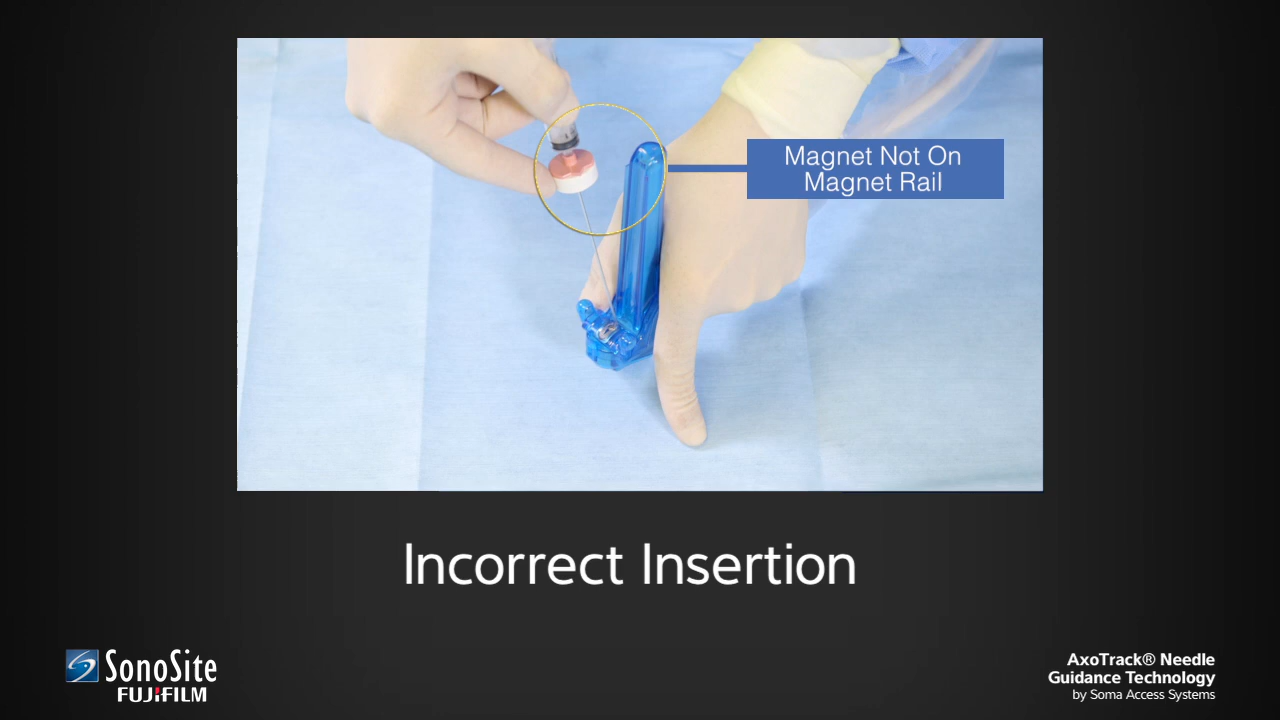 Magnet Not On
Magnet Rail
Incorrect Insertion
SonoSite
FUJIFILM
AxoTrack® Needle
Guidance Technology
by Soma Access Systems